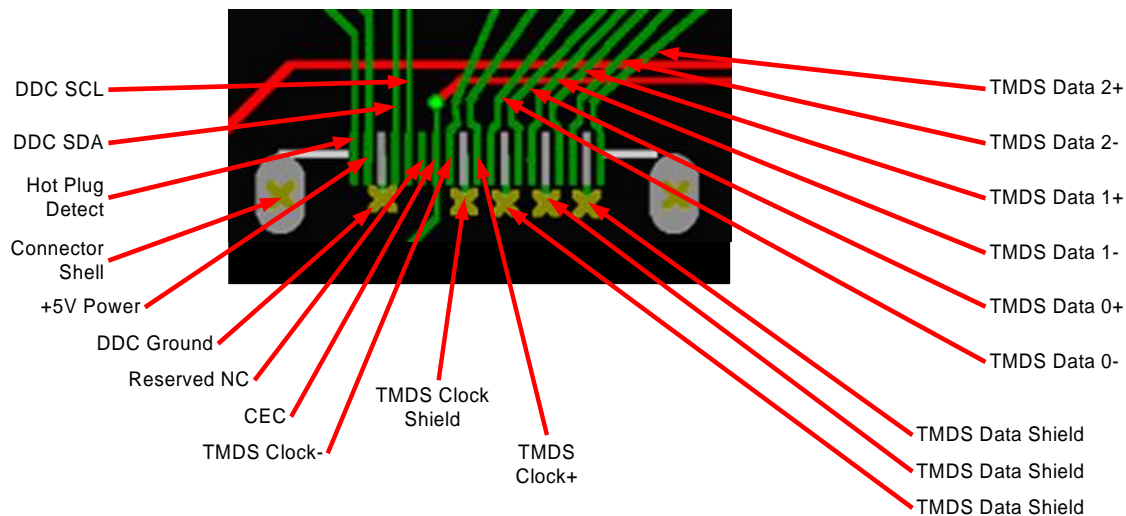 DDC SCL
DDC SDA
Hot Plug
Detect
Connector
Shell
+5V Power
DDC Ground
Reserved NC
CEC
TMDS Clock-
TMDS Clock
Shield
TMDS
Clock+
TMDS Data 2+
TMDS Data 2-
TMDS Data 1+
TMDS Data 1-
TMDS Data 0+
TMDS Data 0-
TMDS Data Shield
TMDS Data Shield
TMDS Data Shield